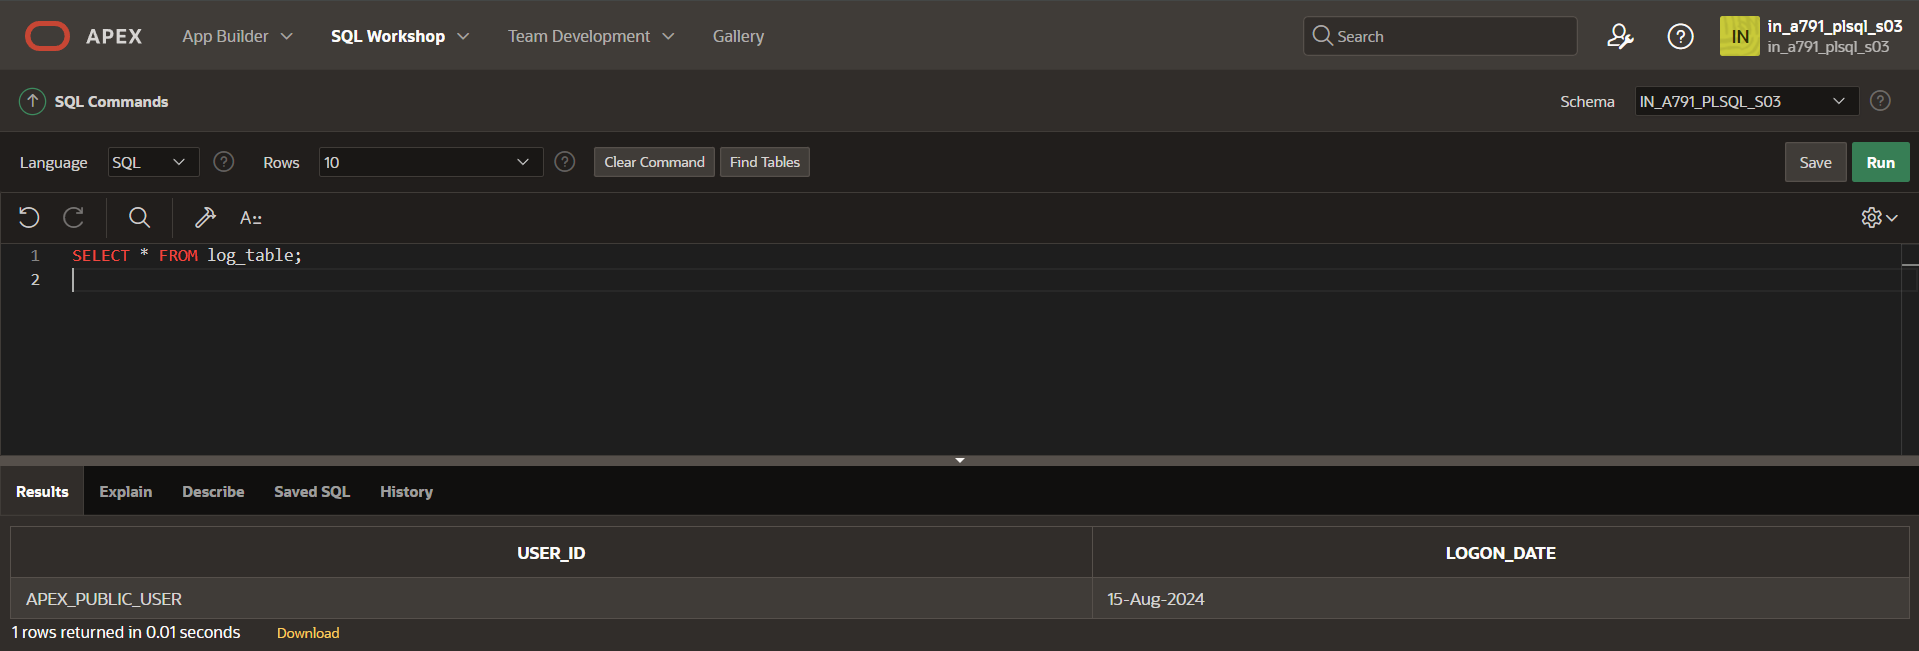 APEX App Builder SQL Workshop Team Development Gallery Search IN in_a791_plsql_s03
in_a791_plsql_s03
SQL Commands Schema IN_A791_PLSQL_S03
Language SQL Rows 10 Clear Command Find Tables Save Run
A::
1 SELECT * FROM log_table;
2
Results Explain Describe Saved SQL History
USER_ID LOGON_DATE
APEX_PUBLIC_USER 15-Aug-2024
1 rows returned in 0.01 seconds Download